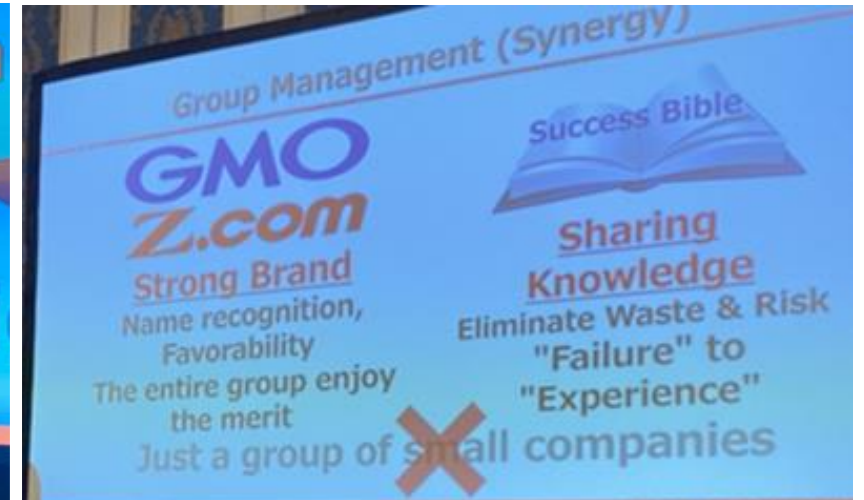 Group Management (Synergy)
GMO
Z.com
Strong Brand
Name recognition,
Favorability
The entire group enjoy
the merit
Success Bible
Sharing
Knowledge
Eliminate Waste & Risk
"Failure" to
"Experience"
Just a group of small companies